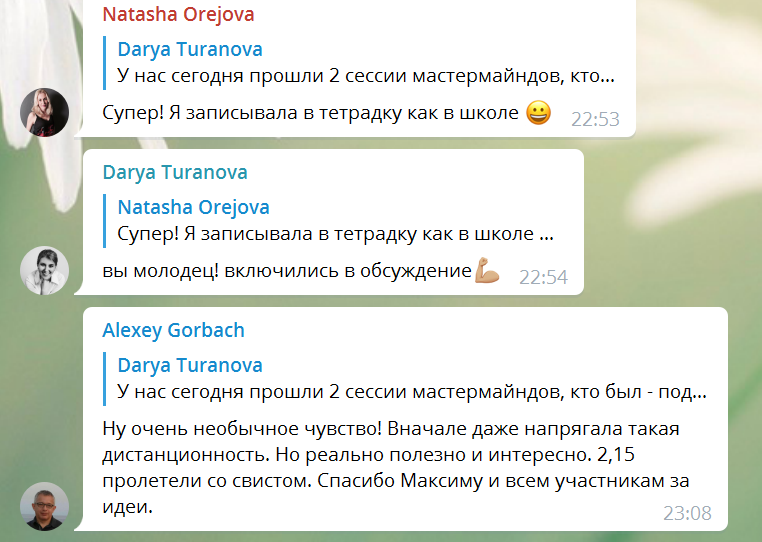 Natasha Orejova
Darya Turanova
У нас сегодня прошли 2 сессии мастермайндов, кто...
Супер! Я записывала в тетрадку как в школе 😀
22:53
Darya Turanova
Natasha Orejova
Супер! Я записывала в тетрадку как в школе ...
вы молодец! включились в обсуждение💪🏼
22:54
Alexey Gorbach
Darya Turanova
У нас сегодня прошли 2 сессии мастермайндов, кто был - под...
Ну очень необычное чувство! Вначале даже напрягала такая
дистанционность. Но реально полезно и интересно. 2,15
пролетели со свистом. Спасибо Максиму и всем участникам за
идеи.
23:08